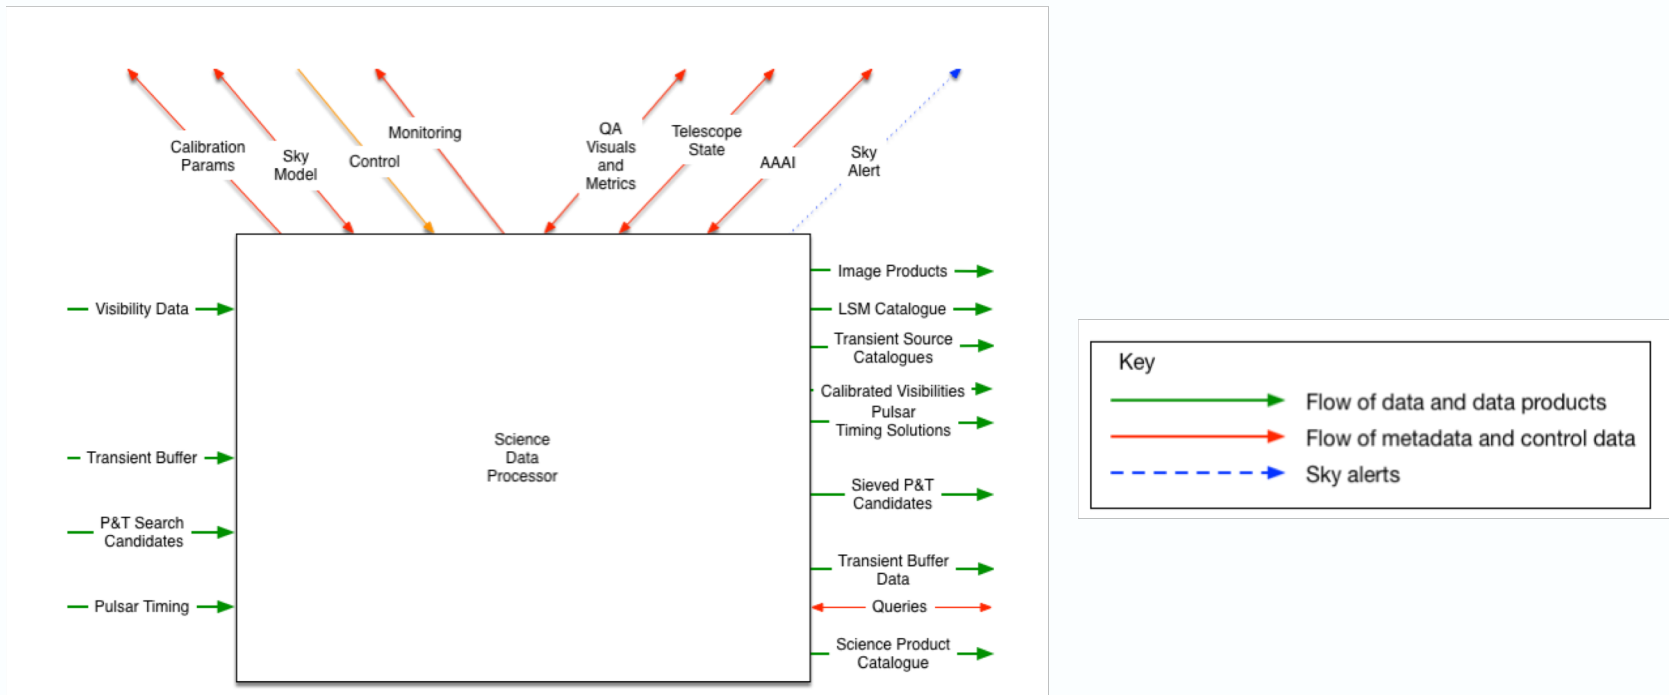 Calibration
Params
Sky
Model
Control
Monitoring
QA
Visuals
and
Metrics
Telescope
State
AAAI
Sky
Alert
Visibility Data
Transient Buffer
P&T Search
Candidates
Pulsar Timing
Science
Data
Processor
Image Products
LSM Catalogue
Transient Source
Catalogues
Calibrated Visibilities
Pulsar
Timing Solutions
Sieved P&T
Candidates
Transient Buffer
Data
Queries
Science Product
Catalogue
Key
Flow of data and data products
Flow of metadata and control data
Sky alerts